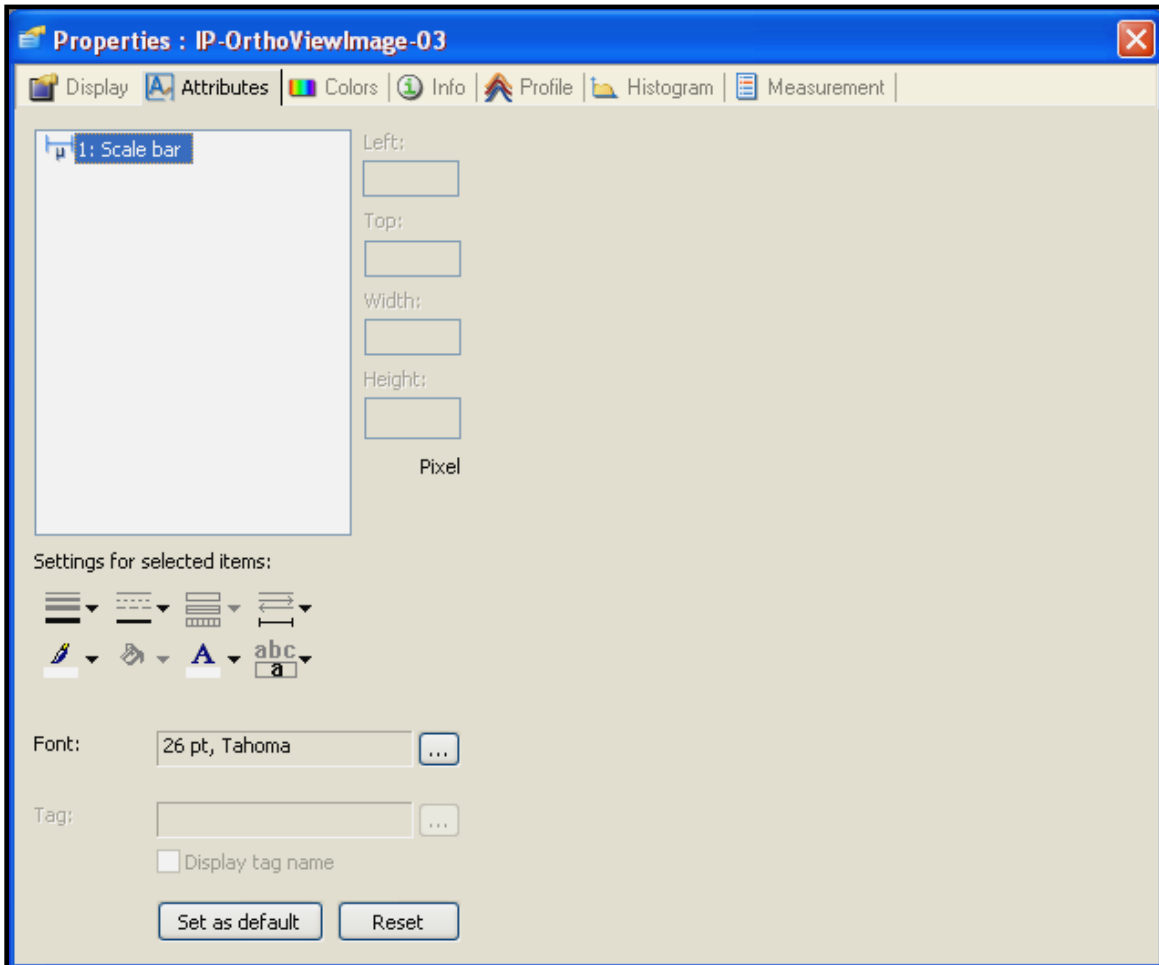 Properties : IP-OrthoViewImage-03
Display Attributes Colors Info Profile Histogram Measurement
1: Scale bar
Left:
Top:
Width:
Height:
Pixel
Settings for selected items:
A abc
a
Font: 26 pt, Tahoma ...
Tag: ...
Display tag name
Set as default Reset